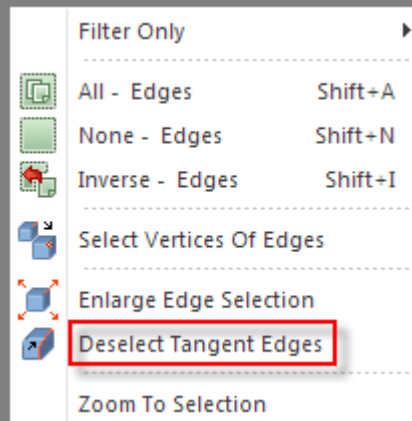 Filter Only
All - Edges Shift+A
None - Edges Shift+N
Inverse - Edges Shift+I
Select Vertices Of Edges
Enlarge Edge Selection
Deselect Tangent Edges
Zoom To Selection